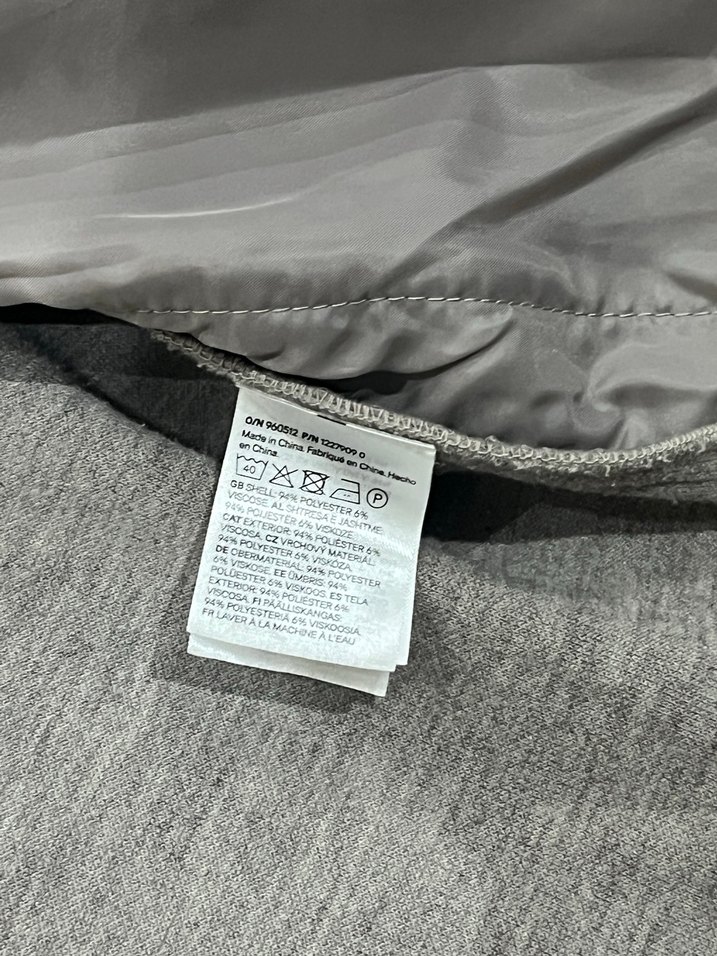 O/N 960512 P/N 1227909 0
Made in China. Fabriqué en Chine. Hecho
en China.
40 P
GB SHELL: 94% POLYESTER 6%
VISCOSE. AL SHTRESA E JASHTME:
94% POLIESTER 6% VISKOZE.
CAT EXTERIOR: 94% POLIÈSTER 6%
VISCOSA. CZ VRCHOVÝ MATERIÁL:
94% POLYESTER 6% VISKÓZA.
DE OBERMATERIAL: 94% POLYESTER
6% VISKOSE. EE ÜMBRIS: 94%
POLÜESTER 6% VISKOOS. ES TELA
EXTERIOR: 94% POLIÉSTER 6%
VISCOSA. FI PÄÄLLISKANGAS:
94% POLYESTERIÄ 6% VISKOOSIA.
FR LAVER À LA MACHINE À L'EAU